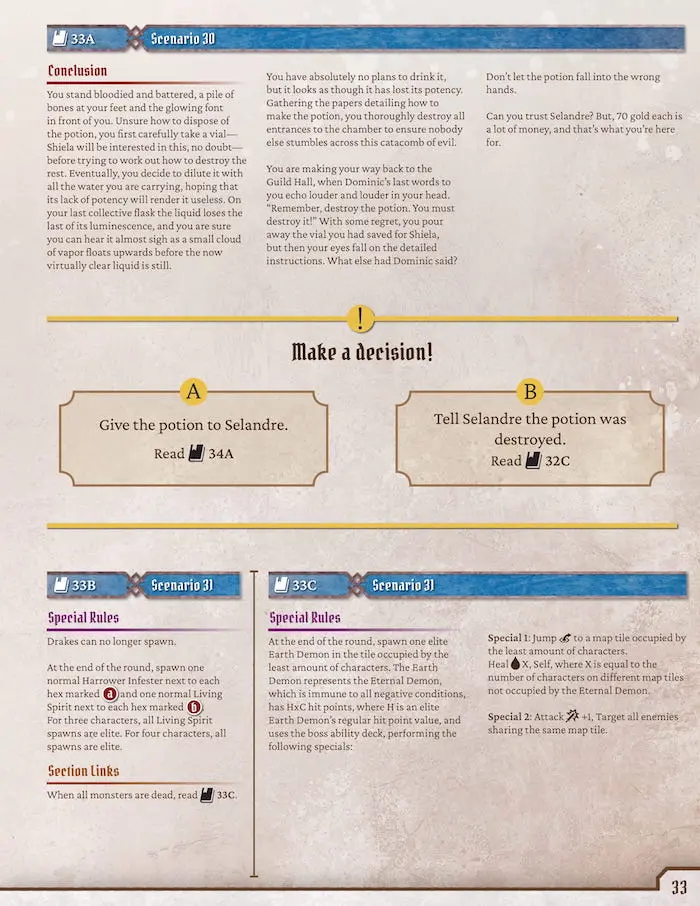 33A
Scenario 30
Conclusion
You stand bloodied and battered, a pile of
bones at your feet and the glowing font
in front of you. Unsure how to dispose of
the potion, you first carefully take a vial—
Shiela will be interested in this, no doubt—
before trying to work out how to destroy the
rest. Eventually, you decide to dilute it with
all the water you are carrying, hoping that
its lack of potency will render it useless. On
your last collective flask the liquid loses the
last of its luminescence, and you are sure
you can hear it almost sigh as a small cloud
of vapor floats upwards before the now
virtually clear liquid is still.
You have absolutely no plans to drink it,
but it looks as though it has lost its potency.
Gathering the papers detailing how to
make the potion, you thoroughly destroy all
entrances to the chamber to ensure nobody
else stumbles across this catacomb of evil.
You are making your way back to the
Guild Hall, when Dominic's last words to
you echo louder and louder in your head.
"Remember, destroy the potion. You must
destroy it!" With some regret, you pour
away the vial you had saved for Shiela,
but then your eyes fall on the detailed
instructions. What else had Dominic said?
Don't let the potion fall into the wrong
hands.
Can you trust Selandre? But, 70 gold each is
a lot of money, and that's what you're here
for.
!
Make a decision!
A
Give the potion to Selandre.
Read 34A
B
Tell Selandre the potion was
destroyed.
Read 32C
33B
Scenario 31
Special Rules
Drakes can no longer spawn.
At the end of the round, spawn one
normal Harrower Infester next to each
hex marked a and one normal Living
Spirit next to each hex marked b.
For three characters, all Living Spirit
spawns are elite. For four characters, all
spawns are elite.
Section Links
When all monsters are dead, read 33C.
33C
Scenario 31
Special Rules
At the end of the round, spawn one elite
Earth Demon in the tile occupied by the
least amount of characters. The Earth
Demon represents the Eternal Demon,
which is immune to all negative conditions,
has HxC hit points, where H is an elite
Earth Demon's regular hit point value, and
uses the boss ability deck, performing the
following specials:
Special 1: Jump to a map tile occupied by
the least amount of characters.
Heal X, Self, where X is equal to the
number of characters on different map tiles
not occupied by the Eternal Demon.
Special 2: Attack +1, Target all enemies
sharing the same map tile.
33